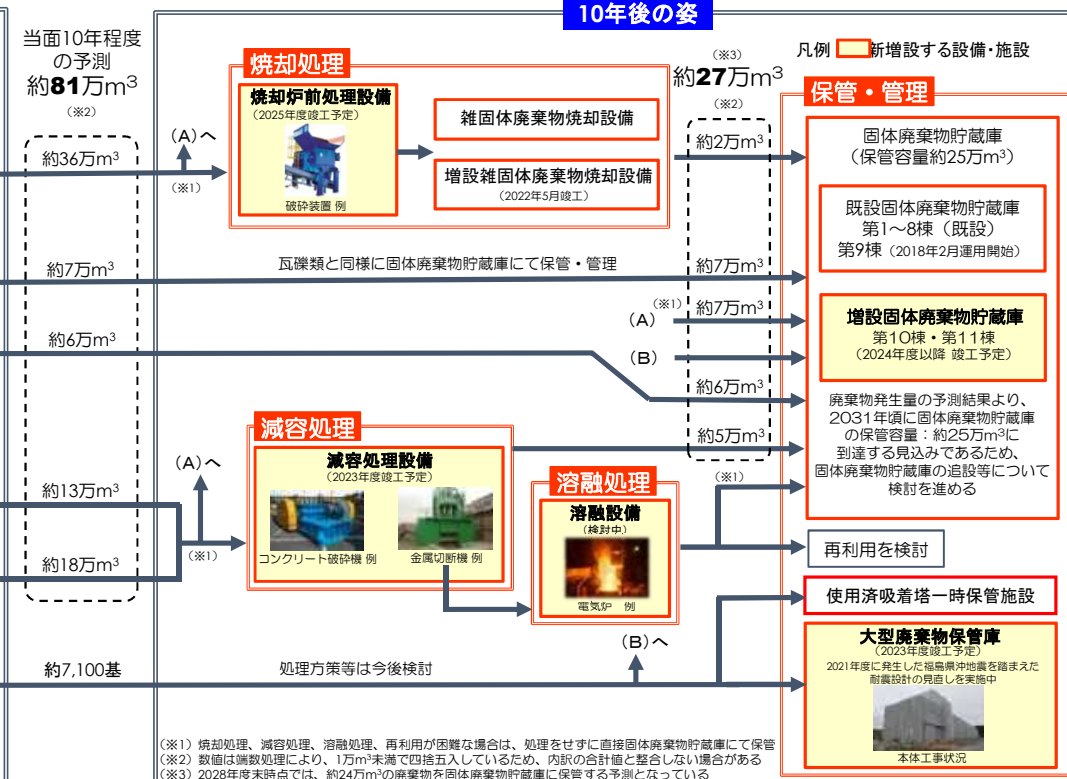 10年後の姿
当面10年程度
の予測
約81万m³
（※2）
約36万m³
約7万m³
約6万m³
約13万m³
約18万m³
約7,100基
（A）へ
（※1）
焼却処理
焼却炉前処理設備
（2025年度竣工予定）
破砕装置 例
雑固体廃棄物焼却設備
増設雑固体廃棄物焼却設備
（2022年5月竣工）
瓦礫類と同様に固体廃棄物貯蔵庫にて保管・管理
（A）へ
（※1）
減容処理
減容処理設備
（2023年度竣工予定）
コンクリート破砕機 例
金属切断機 例
溶融処理
溶融設備
（検討中）
電気炉 例
処理方策等は今後検討
（B）へ
（※3）
約27万m³
（※2）
約2万m³
約7万m³
（A）
（※1）
約7万m³
（B）
約6万m³
約5万m³
（※1）
凡例
新増設する設備・施設
保管・管理
固体廃棄物貯蔵庫
（保管容量約25万m³）
既設固体廃棄物貯蔵庫
第1～8棟（既設）
第9棟（2018年2月運用開始）
増設固体廃棄物貯蔵庫
第10棟・第11棟
（2024年度以降 竣工予定）
廃棄物発生量の予測結果より、
2031年頃に固体廃棄物貯蔵庫
の保管容量：約25万m³に
到達する見込みであるため、
固体廃棄物貯蔵庫の追設等について
検討を進める
再利用を検討
使用済吸着塔一時保管施設
大型廃棄物保管庫
（2023年度竣工予定）
2021年度に発生した福島県沖地震を踏まえた
耐震設計の見直しを実施中
本体工事状況
（※1）焼却処理、減容処理、溶融処理、再利用が困難な場合は、処理をせずに直接固体廃棄物貯蔵庫にて保管
（※2）数値は端数処理により、1万m³未満で四捨五入しているため、内訳の合計値と整合しない場合がある
（※3）2028年度末時点では、約24万m³の廃棄物を固体廃棄物貯蔵庫に保管する予測となっている